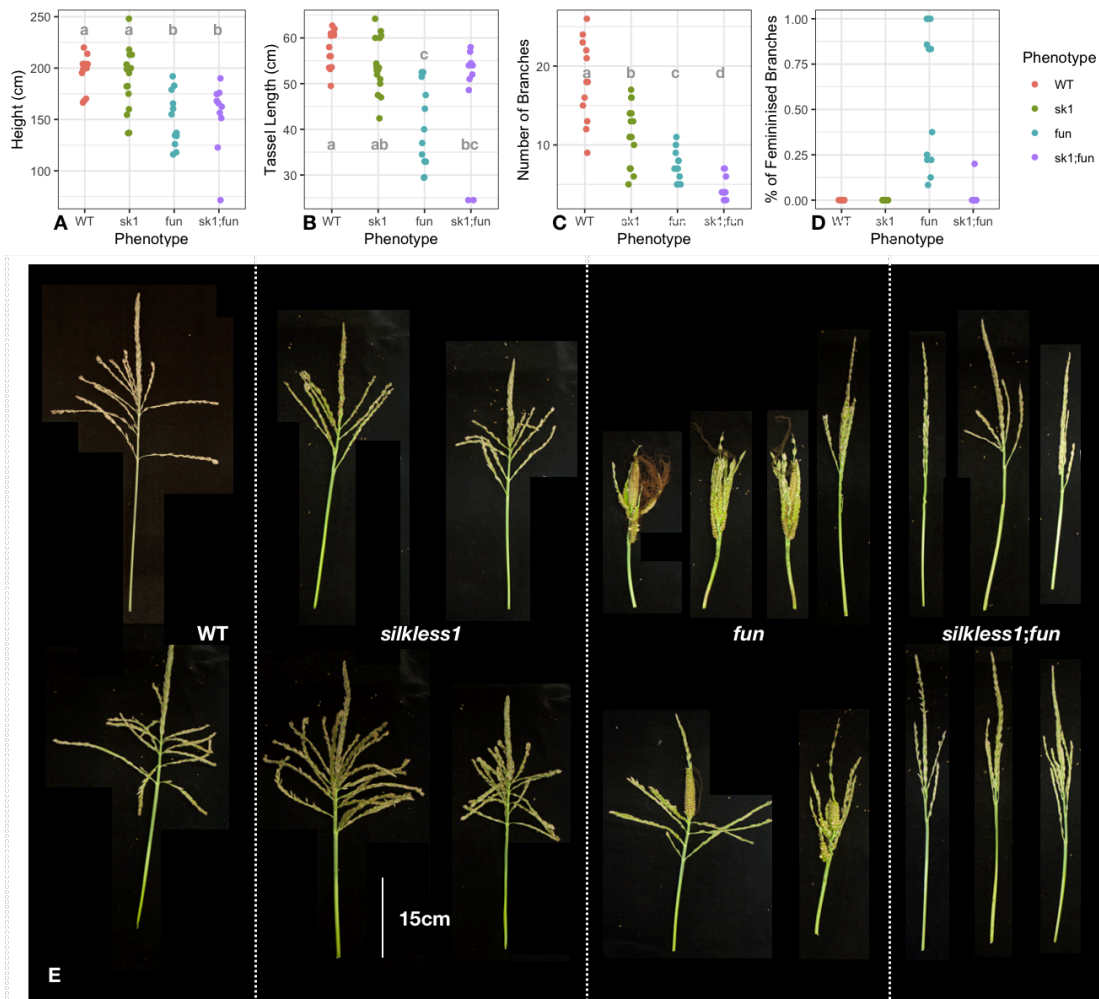 Height (cm)
250
200
150
100
a a b b
A
WT sk1 fun sk1;fun
Phenotype
Tassel Length (cm)
60
50
40
30
c
a ab bc
B
WT sk1 fun sk1;fun
Phenotype
Number of Branches
20
10
a b c d
C
WT sk1 fun sk1;fun
Phenotype
% of Femininised Branches
1.00
0.75
0.50
0.25
0.00
D
WT sk1 fun sk1;fun
Phenotype
Phenotype
WT
sk1
fun
sk1;fun
WT silkless1 fun silkless1;fun
15cm
E